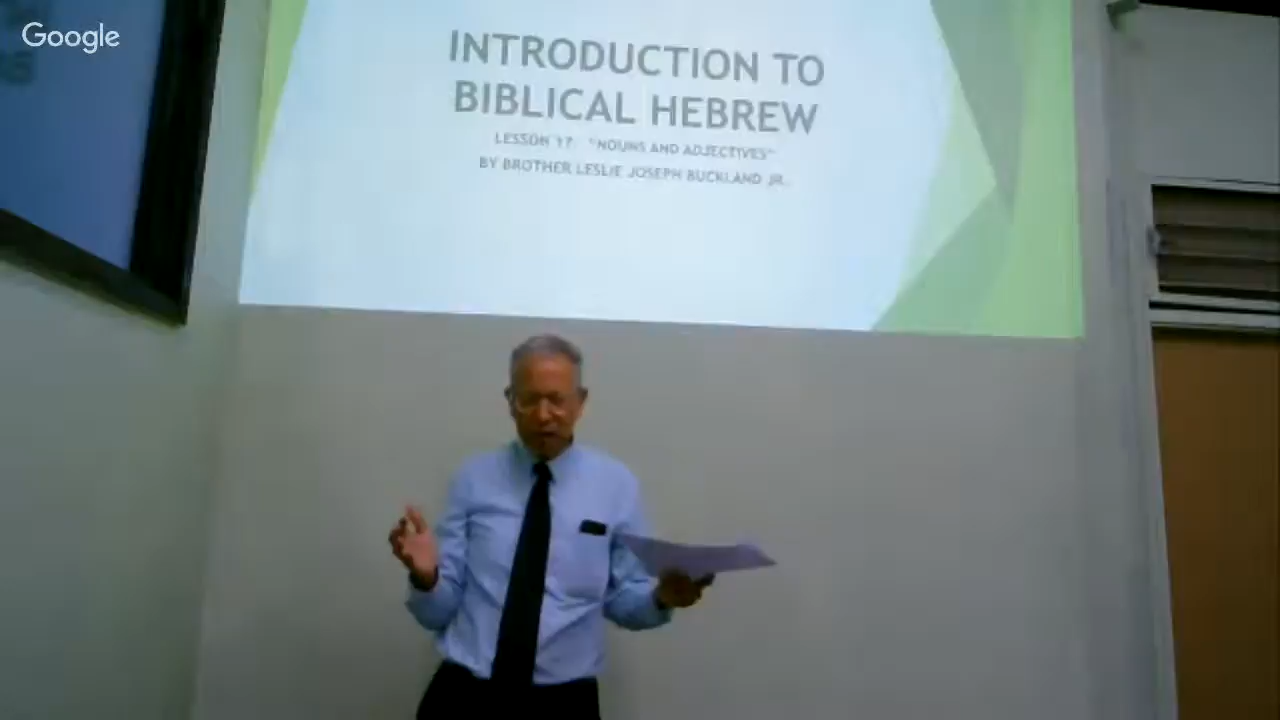 Google
INTRODUCTION TO
BIBLICAL HEBREW
LESSON 17: "NOUNS AND ADJECTIVES"
BY BROTHER LESLIE JOSEPH BUCKLAND JR.